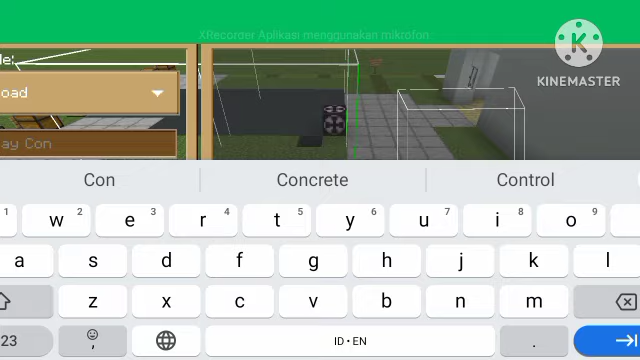 XRecorder Aplikasi menggunakan mikrofon
le:
oad
ay Con
KINEMASTER
Con Concrete Control
1 w 2 e 3 r 4 t 5 y 6 u 7 i 8 o 9
a s d f g h j k l
z x c v b n m
23 , ID • EN .